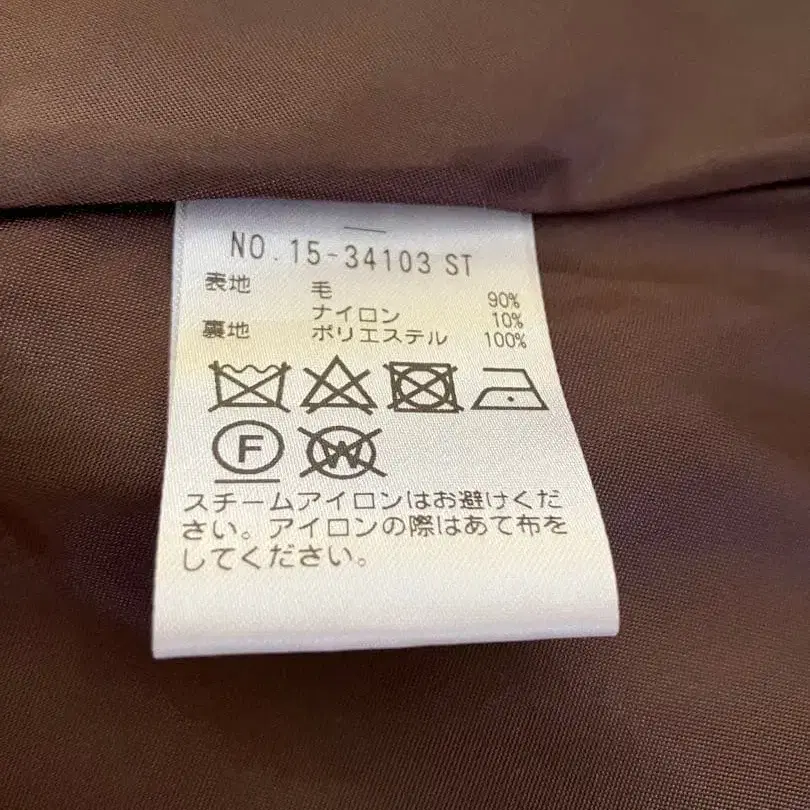 NO.15-34103 ST
表地 毛 90%
ナイロン 10%
裏地 ポリエステル 100%
F W
スチームアイロンはお避けくだ
さい。アイロンの際はあて布を
してください。